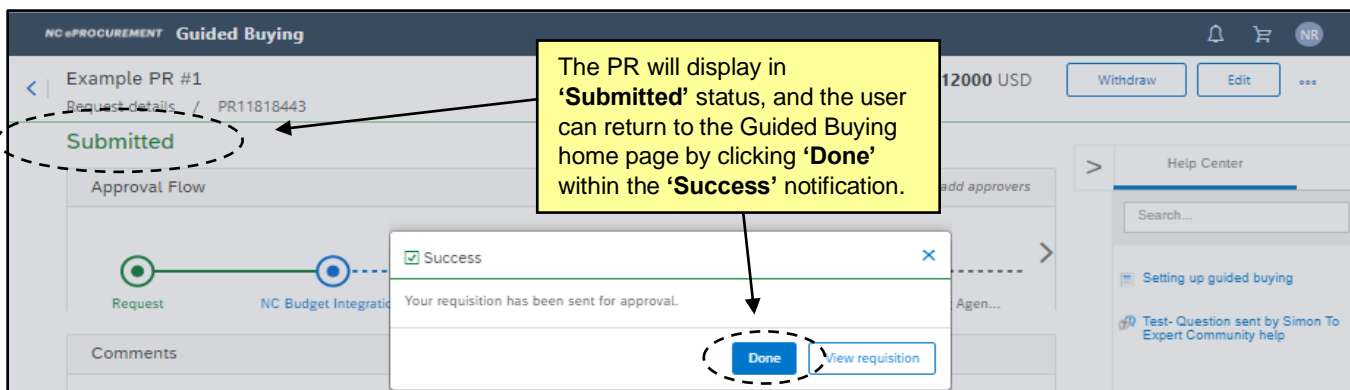 NC ePROCUREMENT Guided Buying
NR
Example PR #1
Request details / PR11818443
12000 USD
Withdraw
Edit
Submitted
The PR will display in
‘Submitted’ status, and the user
can return to the Guided Buying
home page by clicking ‘Done’
within the ‘Success’ notification.
Approval Flow
add approvers
Request
NC Budget Integratio
Agen...
Success
Your requisition has been sent for approval.
Done
View requisition
Comments
Help Center
Search...
Setting up guided buying
Test- Question sent by Simon To
Expert Community help